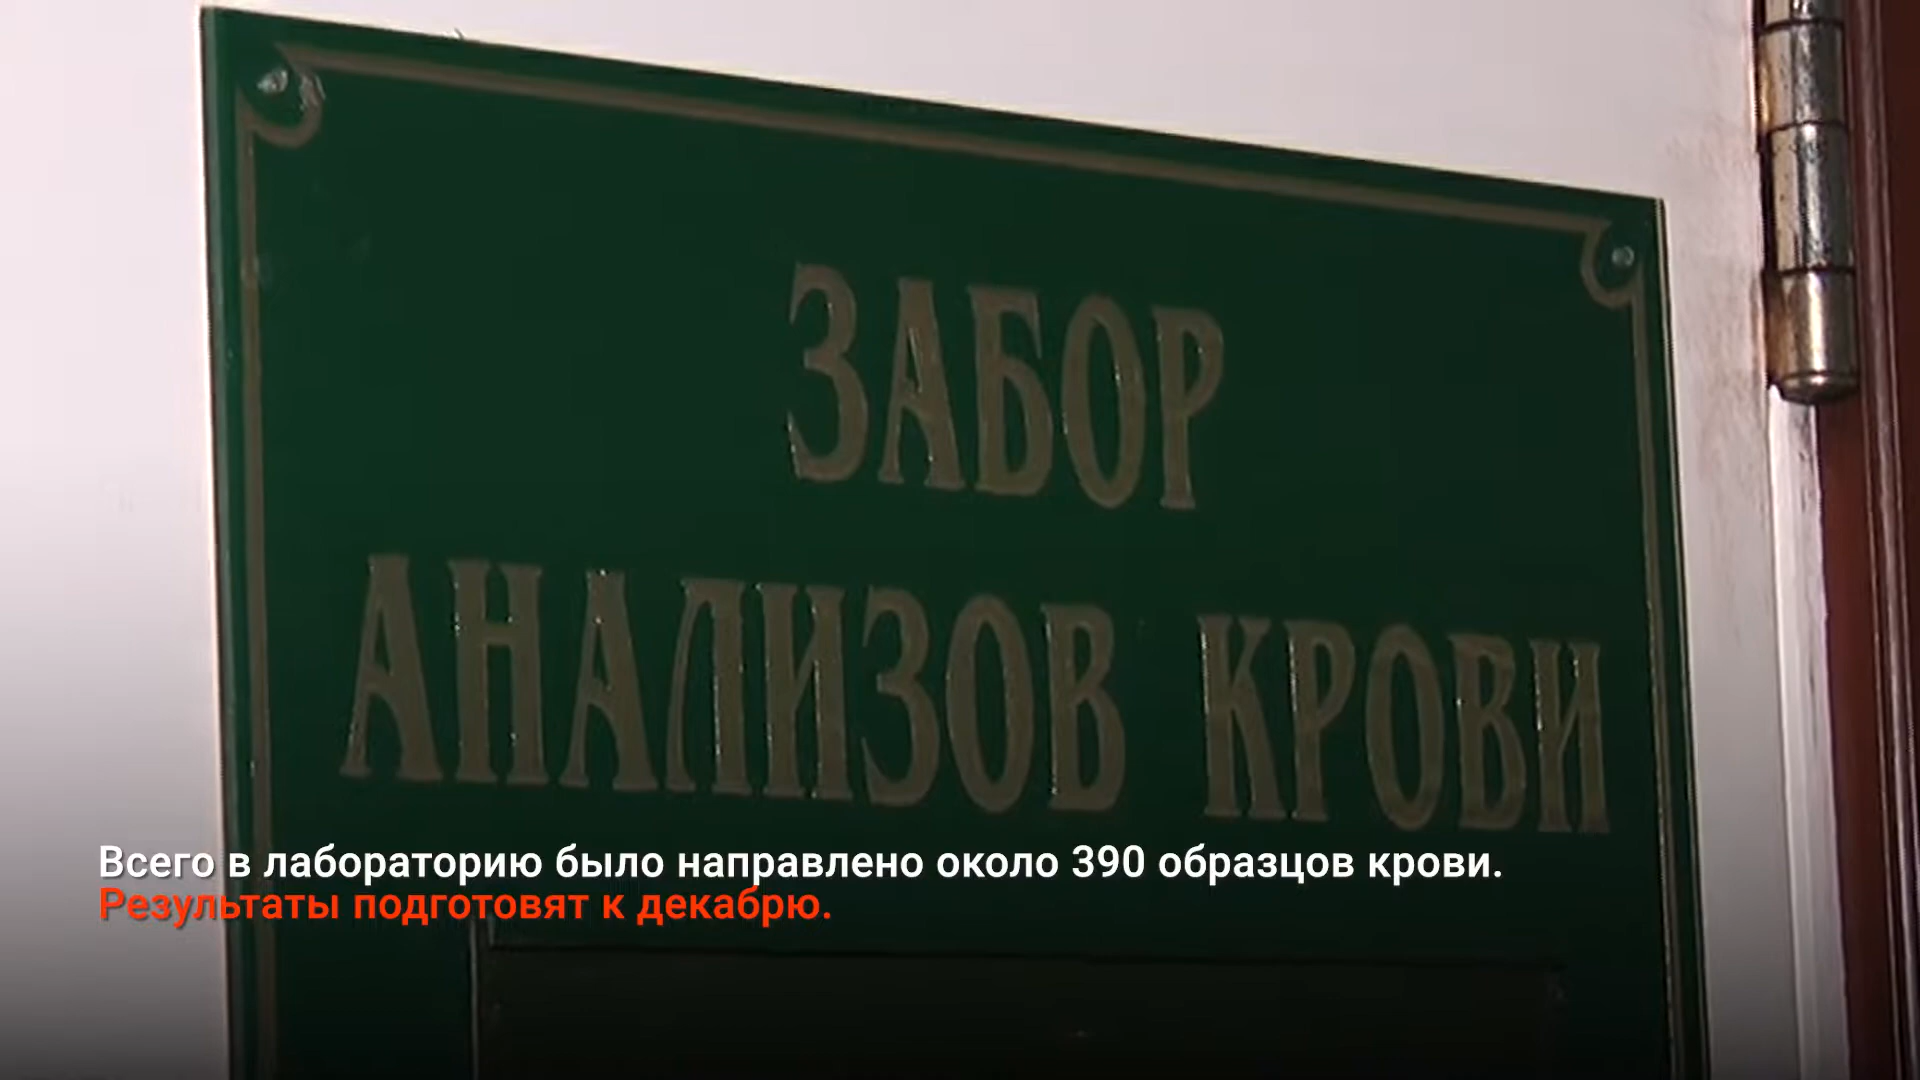 ЗАБОР
АНАЛИЗОВ КРОВИ
Всего в лабораторию было направлено около 390 образцов крови.
Результаты подготовят к декабрю.